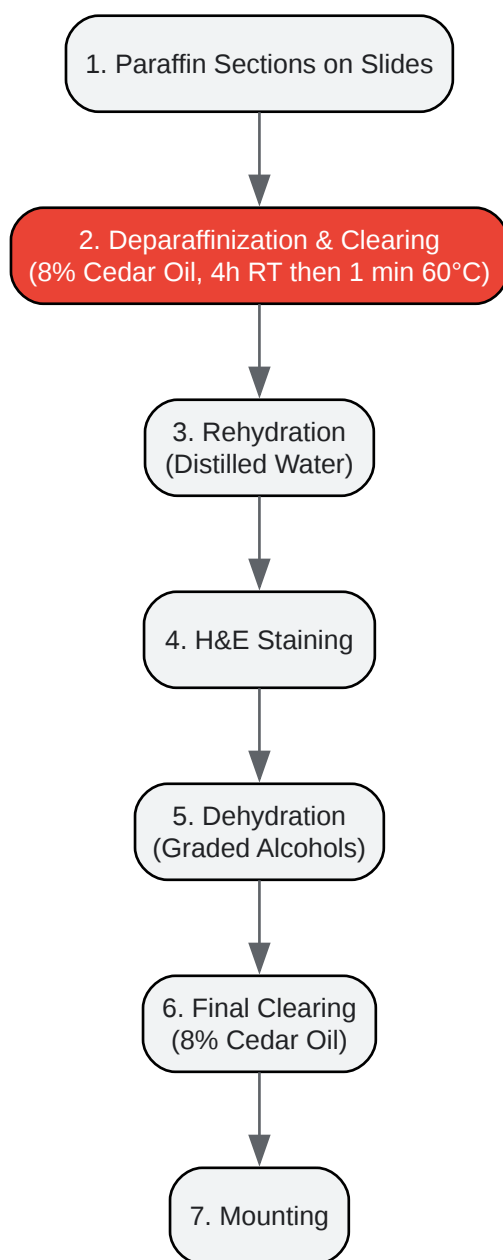 1. Paraffin Sections on Slides
2. Deparaffinization & Clearing
(8% Cedar Oil, 4h RT then 1 min 60°C)
3. Rehydration
(Distilled Water)
4. H&E Staining
5. Dehydration
(Graded Alcohols)
6. Final Clearing
(8% Cedar Oil)
7. Mounting